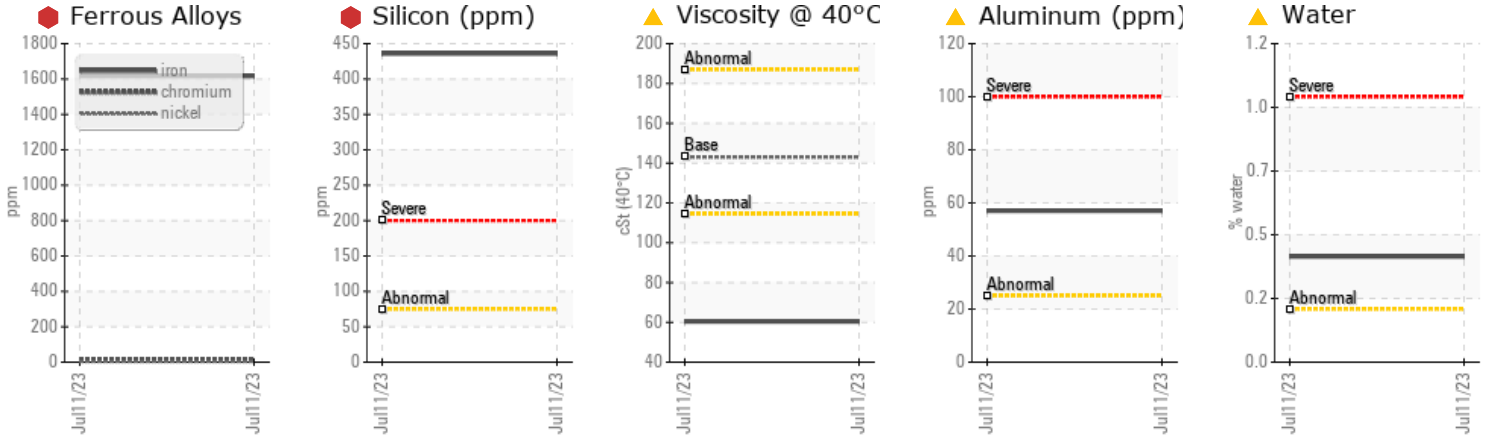 Ferrous Alloys
1800
1600
1400
1200
1000
800
600
400
200
0
ppm
iron
chromium
nickel
Jul11/23
Jul11/23
Silicon (ppm)
450
400
350
300
250
200
150
100
50
0
ppm
Severe
Abnormal
Jul11/23
Jul11/23
Viscosity @ 40°C
200
180
160
140
120
100
80
60
40
cSt (40°C)
Abnormal
Base
Abnormal
Jul11/23
Jul11/23
Aluminum (ppm)
120
100
80
60
40
20
0
ppm
Severe
Abnormal
Jul11/23
Jul11/23
Water
1.2
1.0
0.7
0.5
0.2
0.0
% water
Severe
Abnormal
Jul11/23
Jul11/23